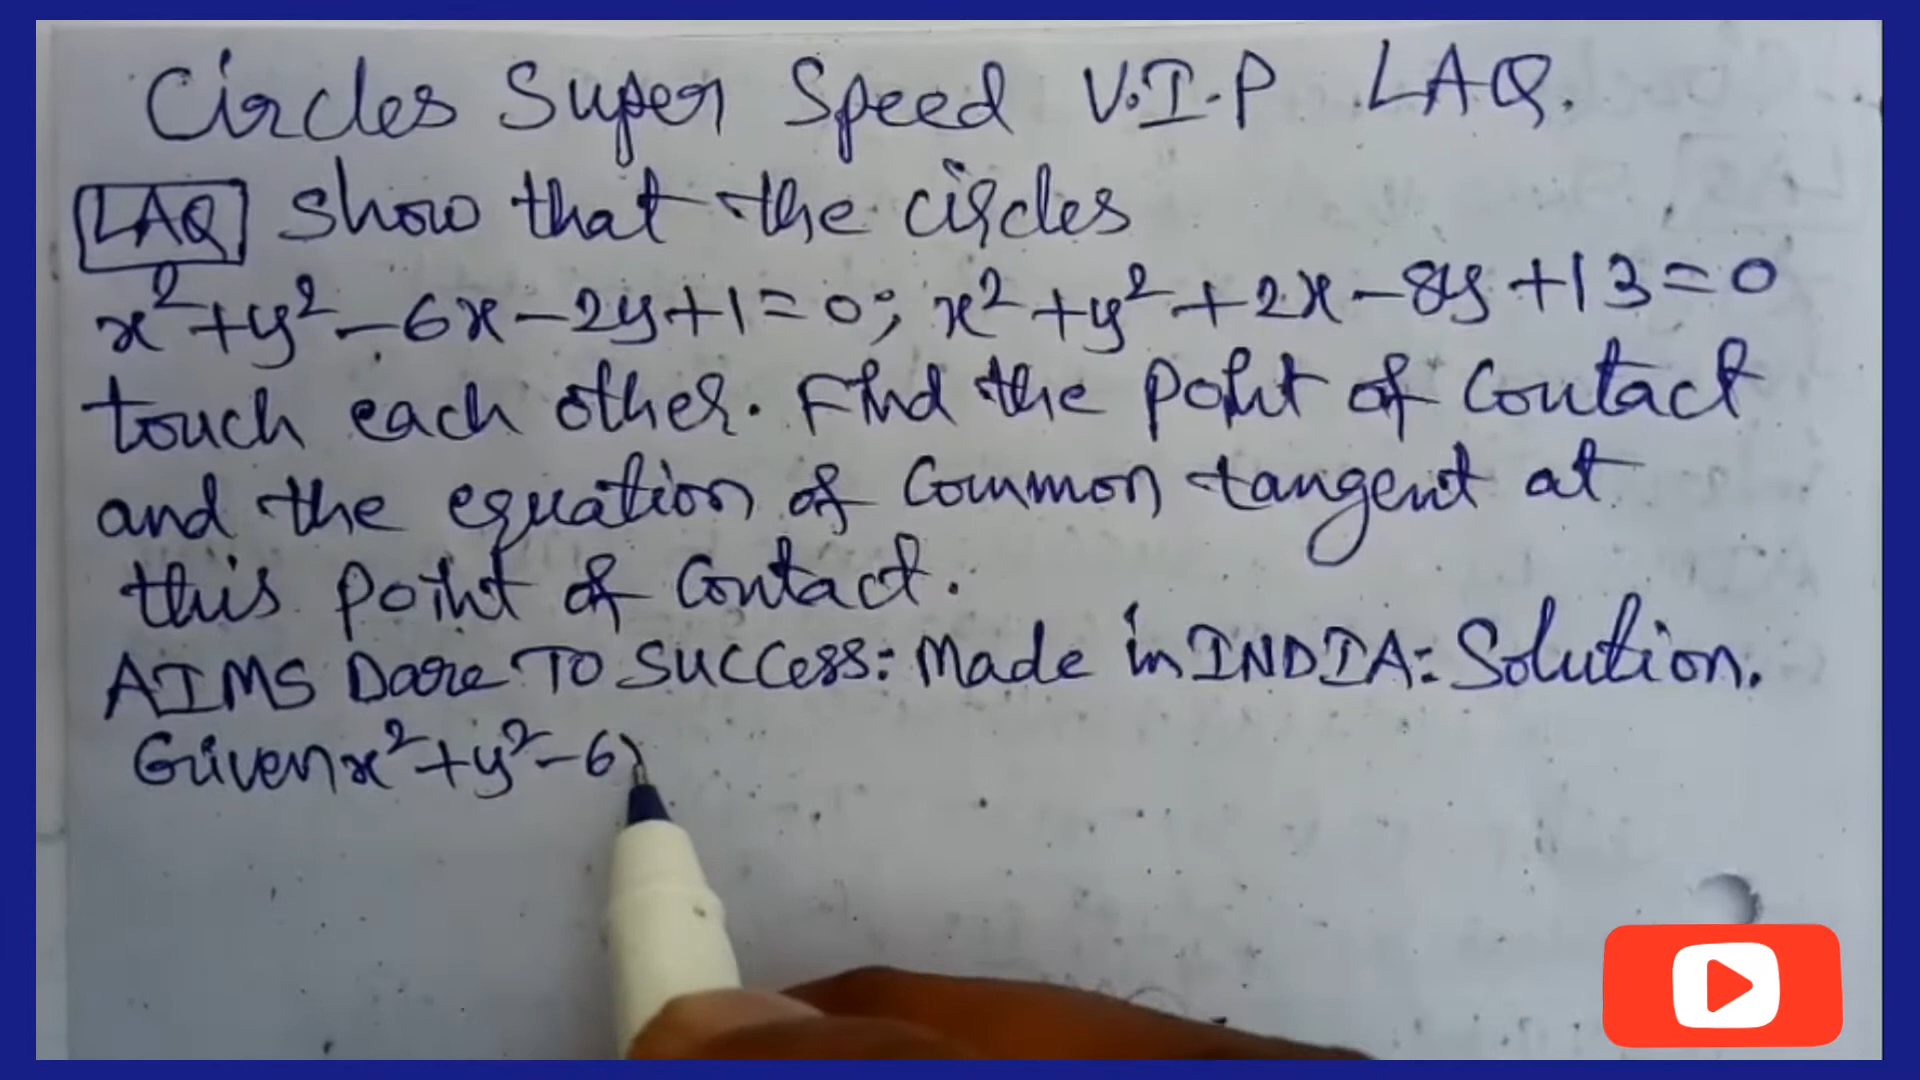 Circles Super Speed V.I.P LAQ.
LAQ Show that the circles
x²+y²-6x-2y+1=0; x²+y²+2x-8y+13=0
touch each other. Find the point of contact
and the equation of common tangent at
this point of contact.
AIMS Dare TO SUCCess: Made in INDIA: Solution.
Given x²+y²-6